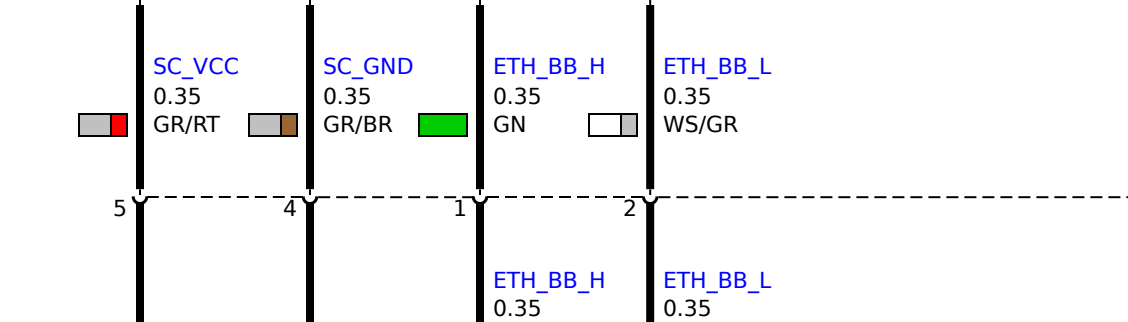 SC_VCC SC_GND ETH_BB_H ETH_BB_L
0.35 0.35 0.35 0.35
GR/RT GR/BR GN WS/GR
5 4 1 2
ETH_BB_H ETH_BB_L
0.35 0.35